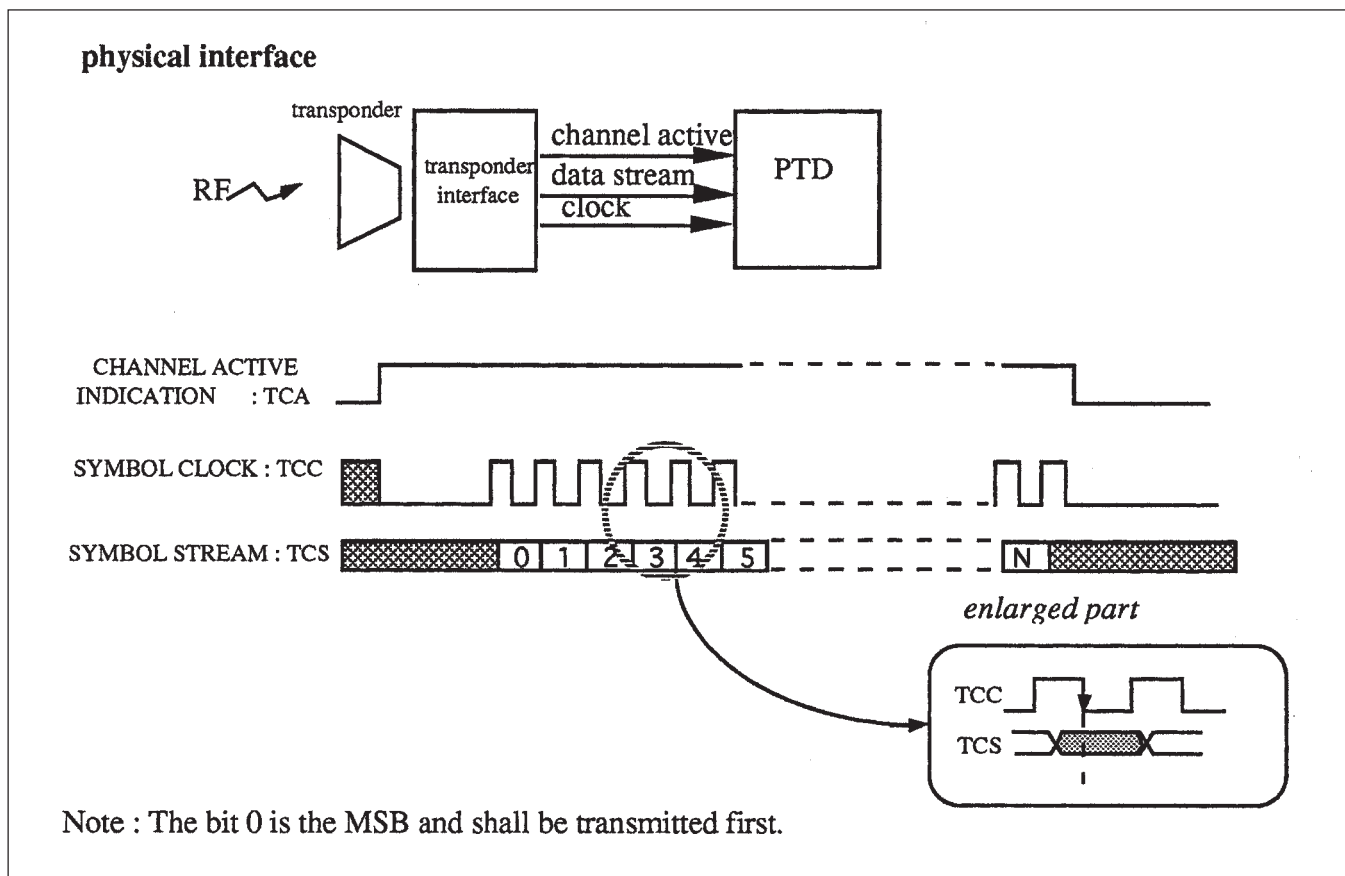 physical interface
transponder
RF
transponder
interface
channel active
data stream
clock
PTD
CHANNEL ACTIVE
INDICATION : TCA
SYMBOL CLOCK : TCC
SYMBOL STREAM : TCS
0 1 2 3 4 5 N
enlarged part
TCC
TCS
Note : The bit 0 is the MSB and shall be transmitted first.